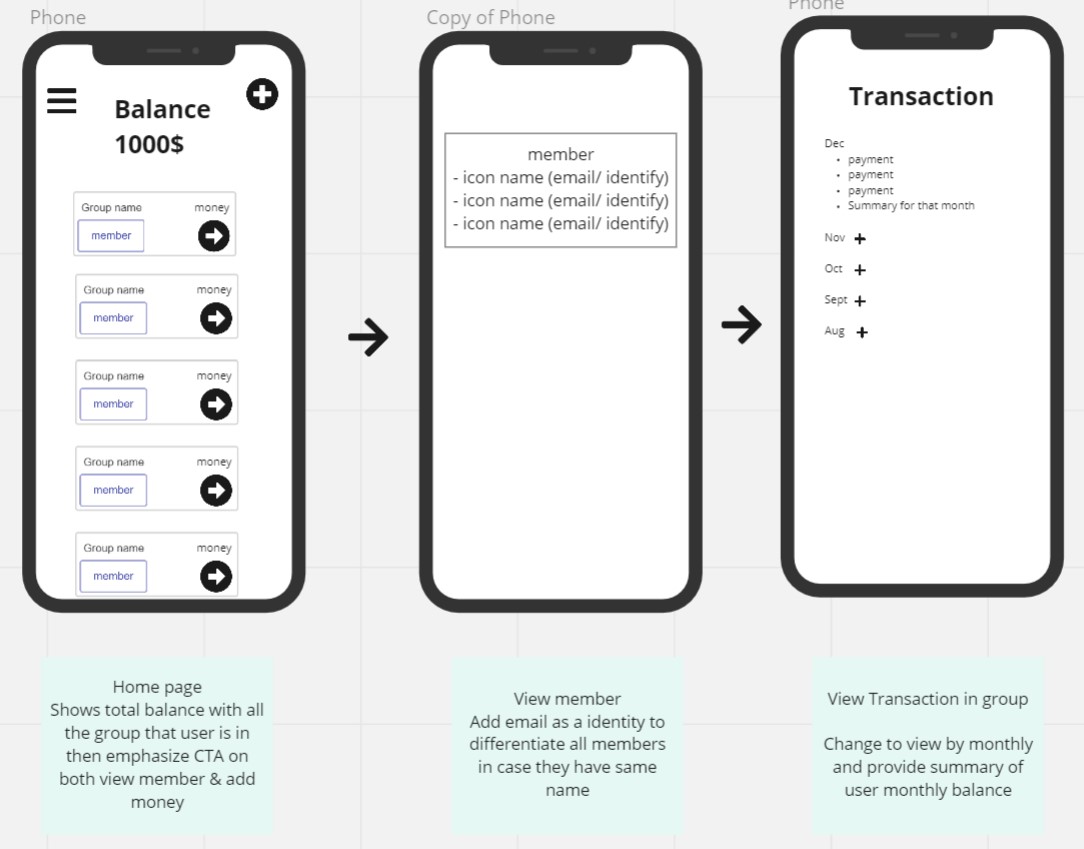 Phone
Balance
1000$
Group name money
member
Group name money
member
Group name money
member
Group name money
member
Group name money
member
Home page
Shows total balance with all
the group that user is in
then emphasize CTA on
both view member & add
money
Copy of Phone
member
- icon name (email/ identify)
- icon name (email/ identify)
- icon name (email/ identify)
View member
Add email as a identity to
differentiate all members
in case they have same
name
Phone
Transaction
Dec
• payment
• payment
• payment
• Summary for that month
Nov +
Oct +
Sept +
Aug +
View Transaction in group
Change to view by monthly
and provide summary of
user monthly balance